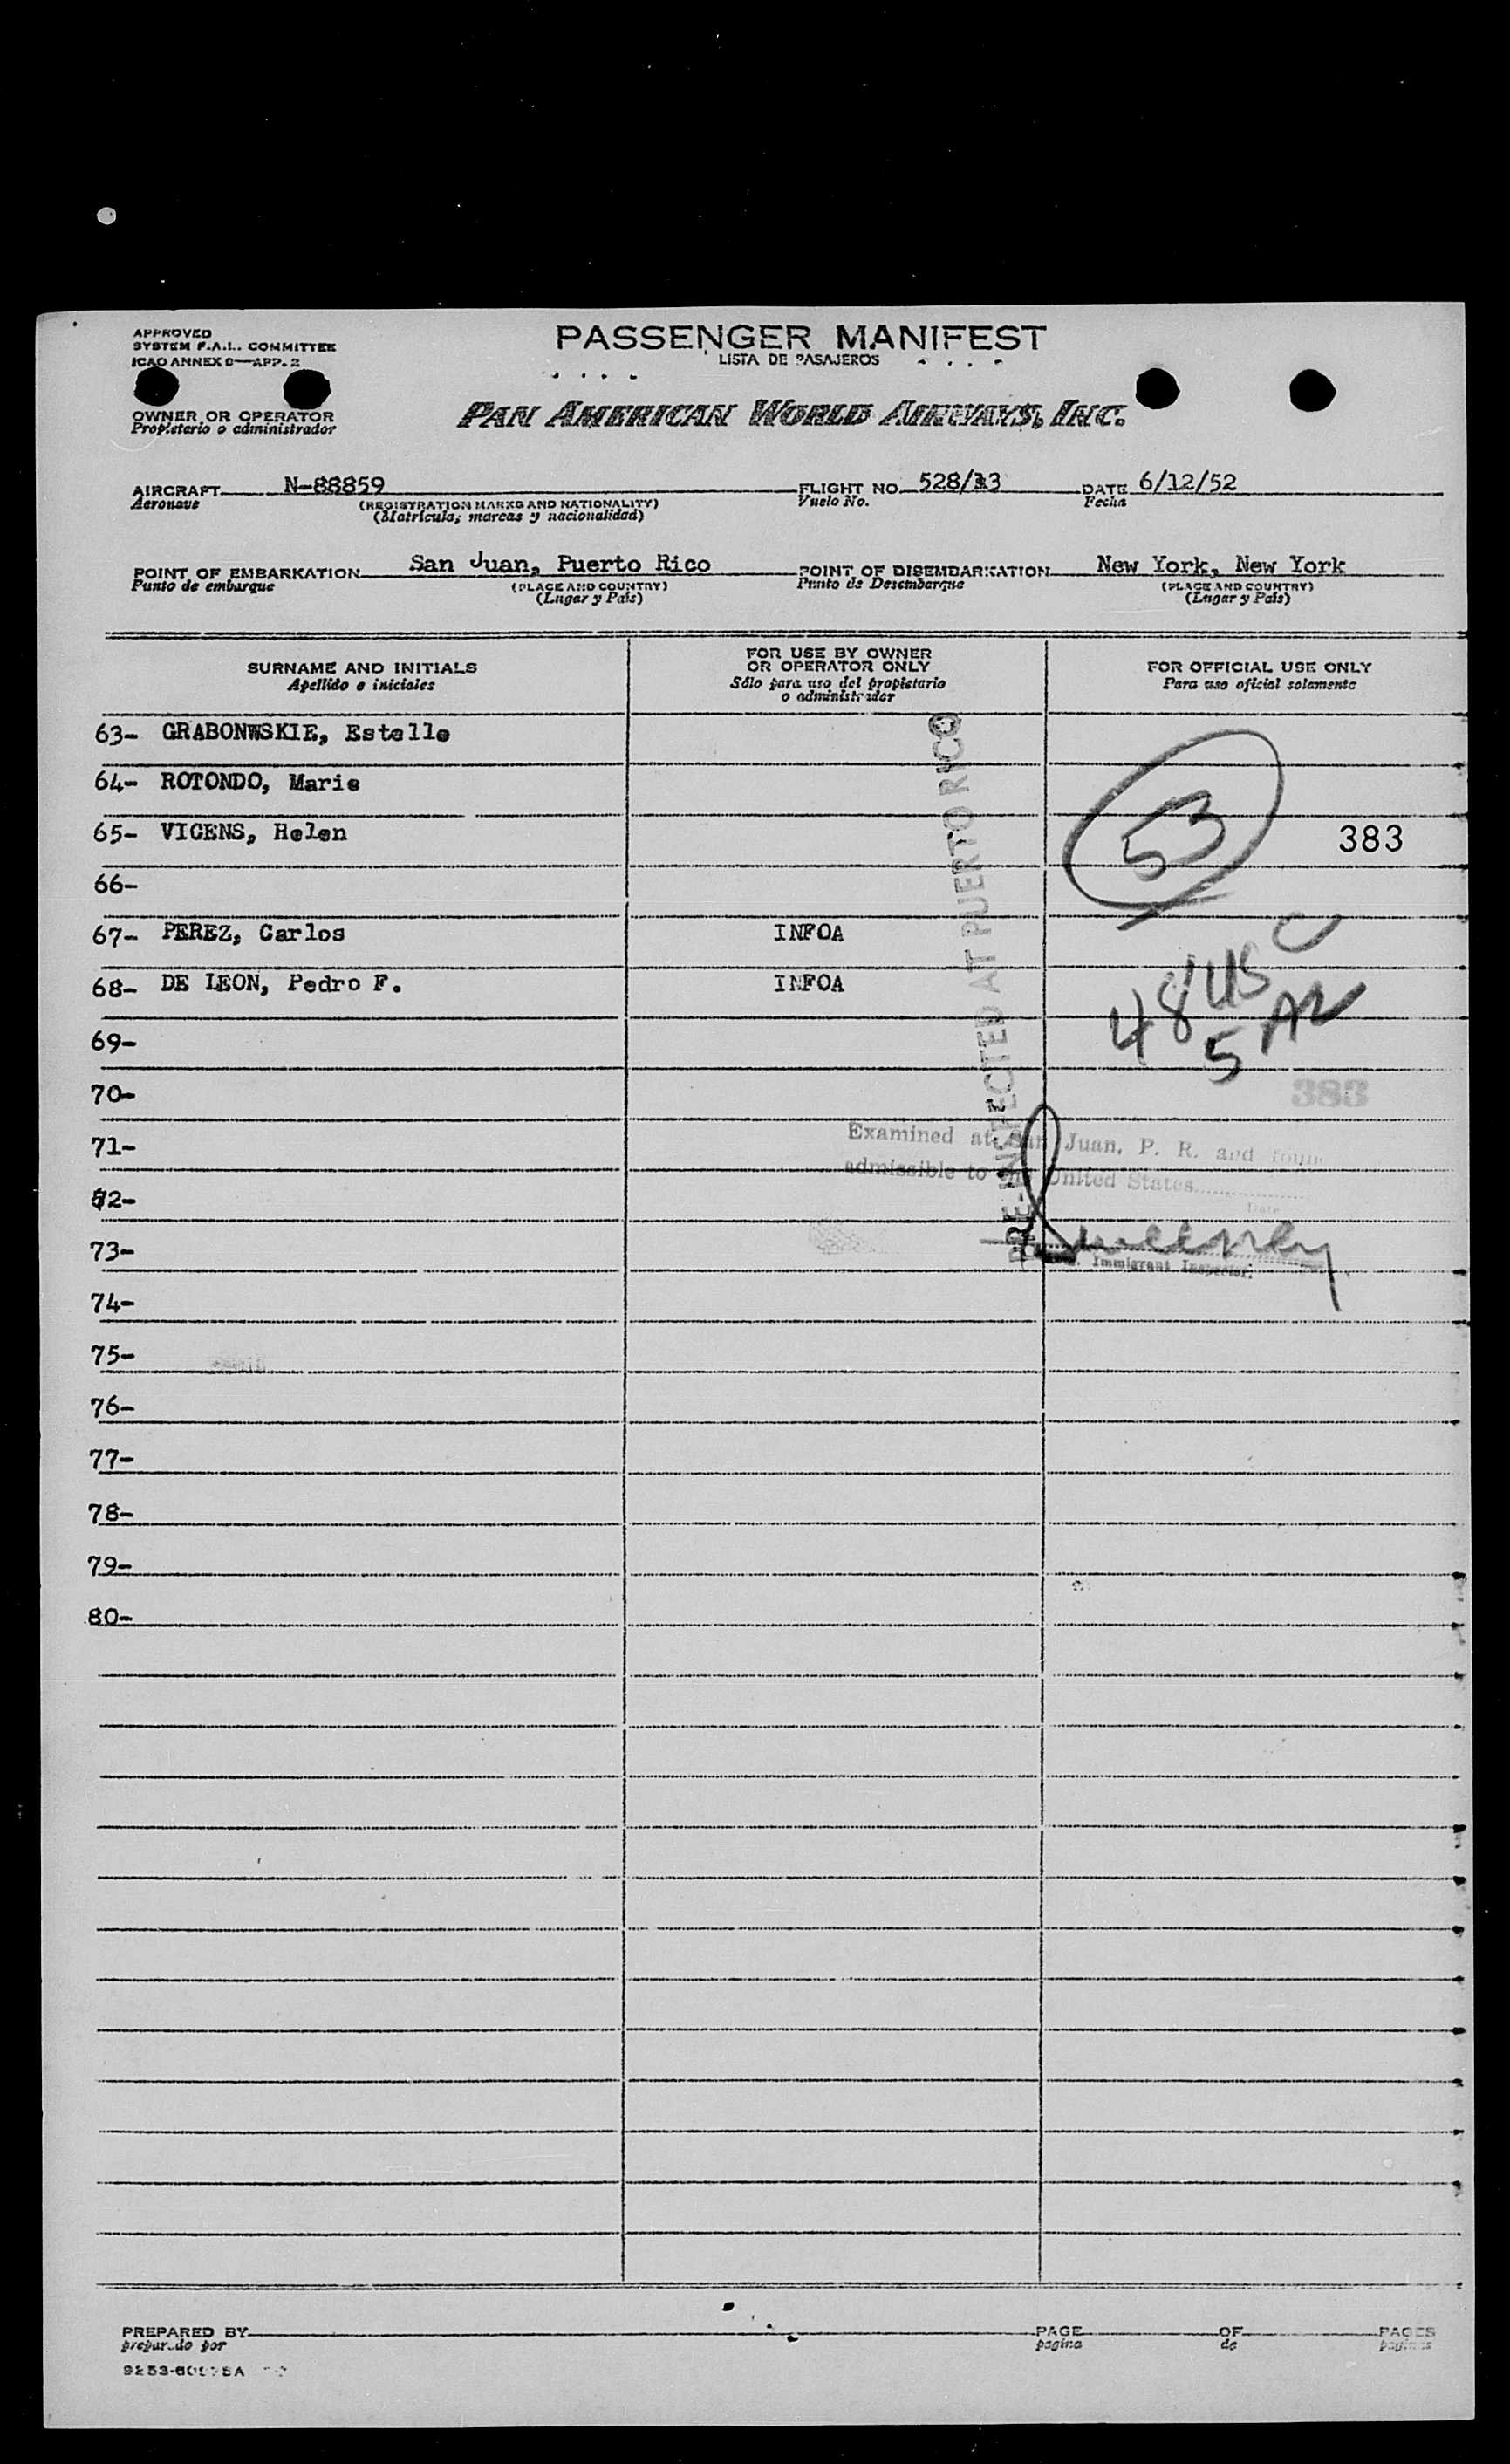 APPROVED
SYSTEM F.A.L. COMMITTEE
ICAO ANNEX 9—APP. 2
PASSENGER MANIFEST
LISTA DE PASAJEROS
OWNER OR OPERATOR
Propietario o administrador
PAN AMERICAN WORLD AIRWAYS, INC.
AIRCRAFT N-88859 FLIGHT NO. 528/13 DATE 6/12/52
Aeronave (REGISTRATION MARKS AND NATIONALITY) Vuelo No. Fecha
(Matricula, marcas y nacionalidad)
POINT OF EMBARKATION San Juan, Puerto Rico POINT OF DISEMBARKATION New York, New York
Punto de embarque (PLACE AND COUNTRY) Punto de Desembarque (PLACE AND COUNTRY)
(Lugar y País) (Lugar y País)
SURNAME AND INITIALS
Apellido e iniciales
FOR USE BY OWNER
OR OPERATOR ONLY
Sólo para uso del propietario
o administrador
FOR OFFICIAL USE ONLY
Para uso oficial solamente
63- GRABONWSKIE, Estelle
64- ROTONDO, Marie
65- VICENS, Helen
53
383
66-
67- PEREZ, Carlos INFOA
68- DE LEON, Pedro F. INFOA
48 USC
5 AL
69-
70-
383
PRE-INSPECTED AT PUERTO RICO
71-
Examined at San Juan, P. R. and found
admissible to the United States
Date
72-
73-
Sweeney
Immigrant Inspector.
74-
75-
76-
77-
78-
79-
80-
PREPARED BY PAGE OF PAGES
preparado por pagina de paginas